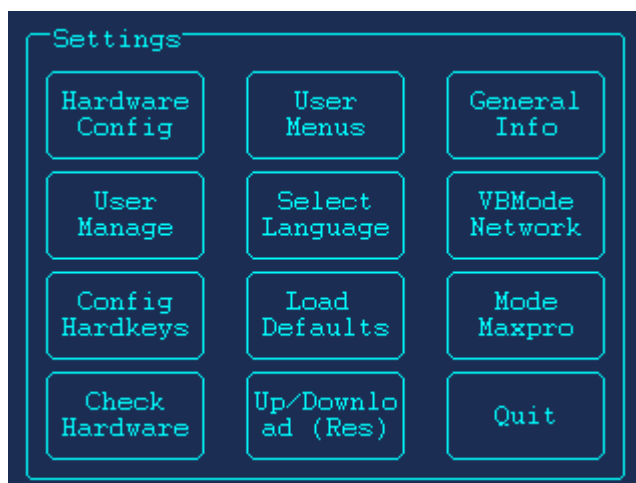 Settings
Hardware
Config
User
Menus
General
Info
User
Manage
Select
Language
VBMode
Network
Config
Hardkeys
Load
Defaults
Mode
Maxpro
Check
Hardware
Up/Downlo
ad (Res)
Quit